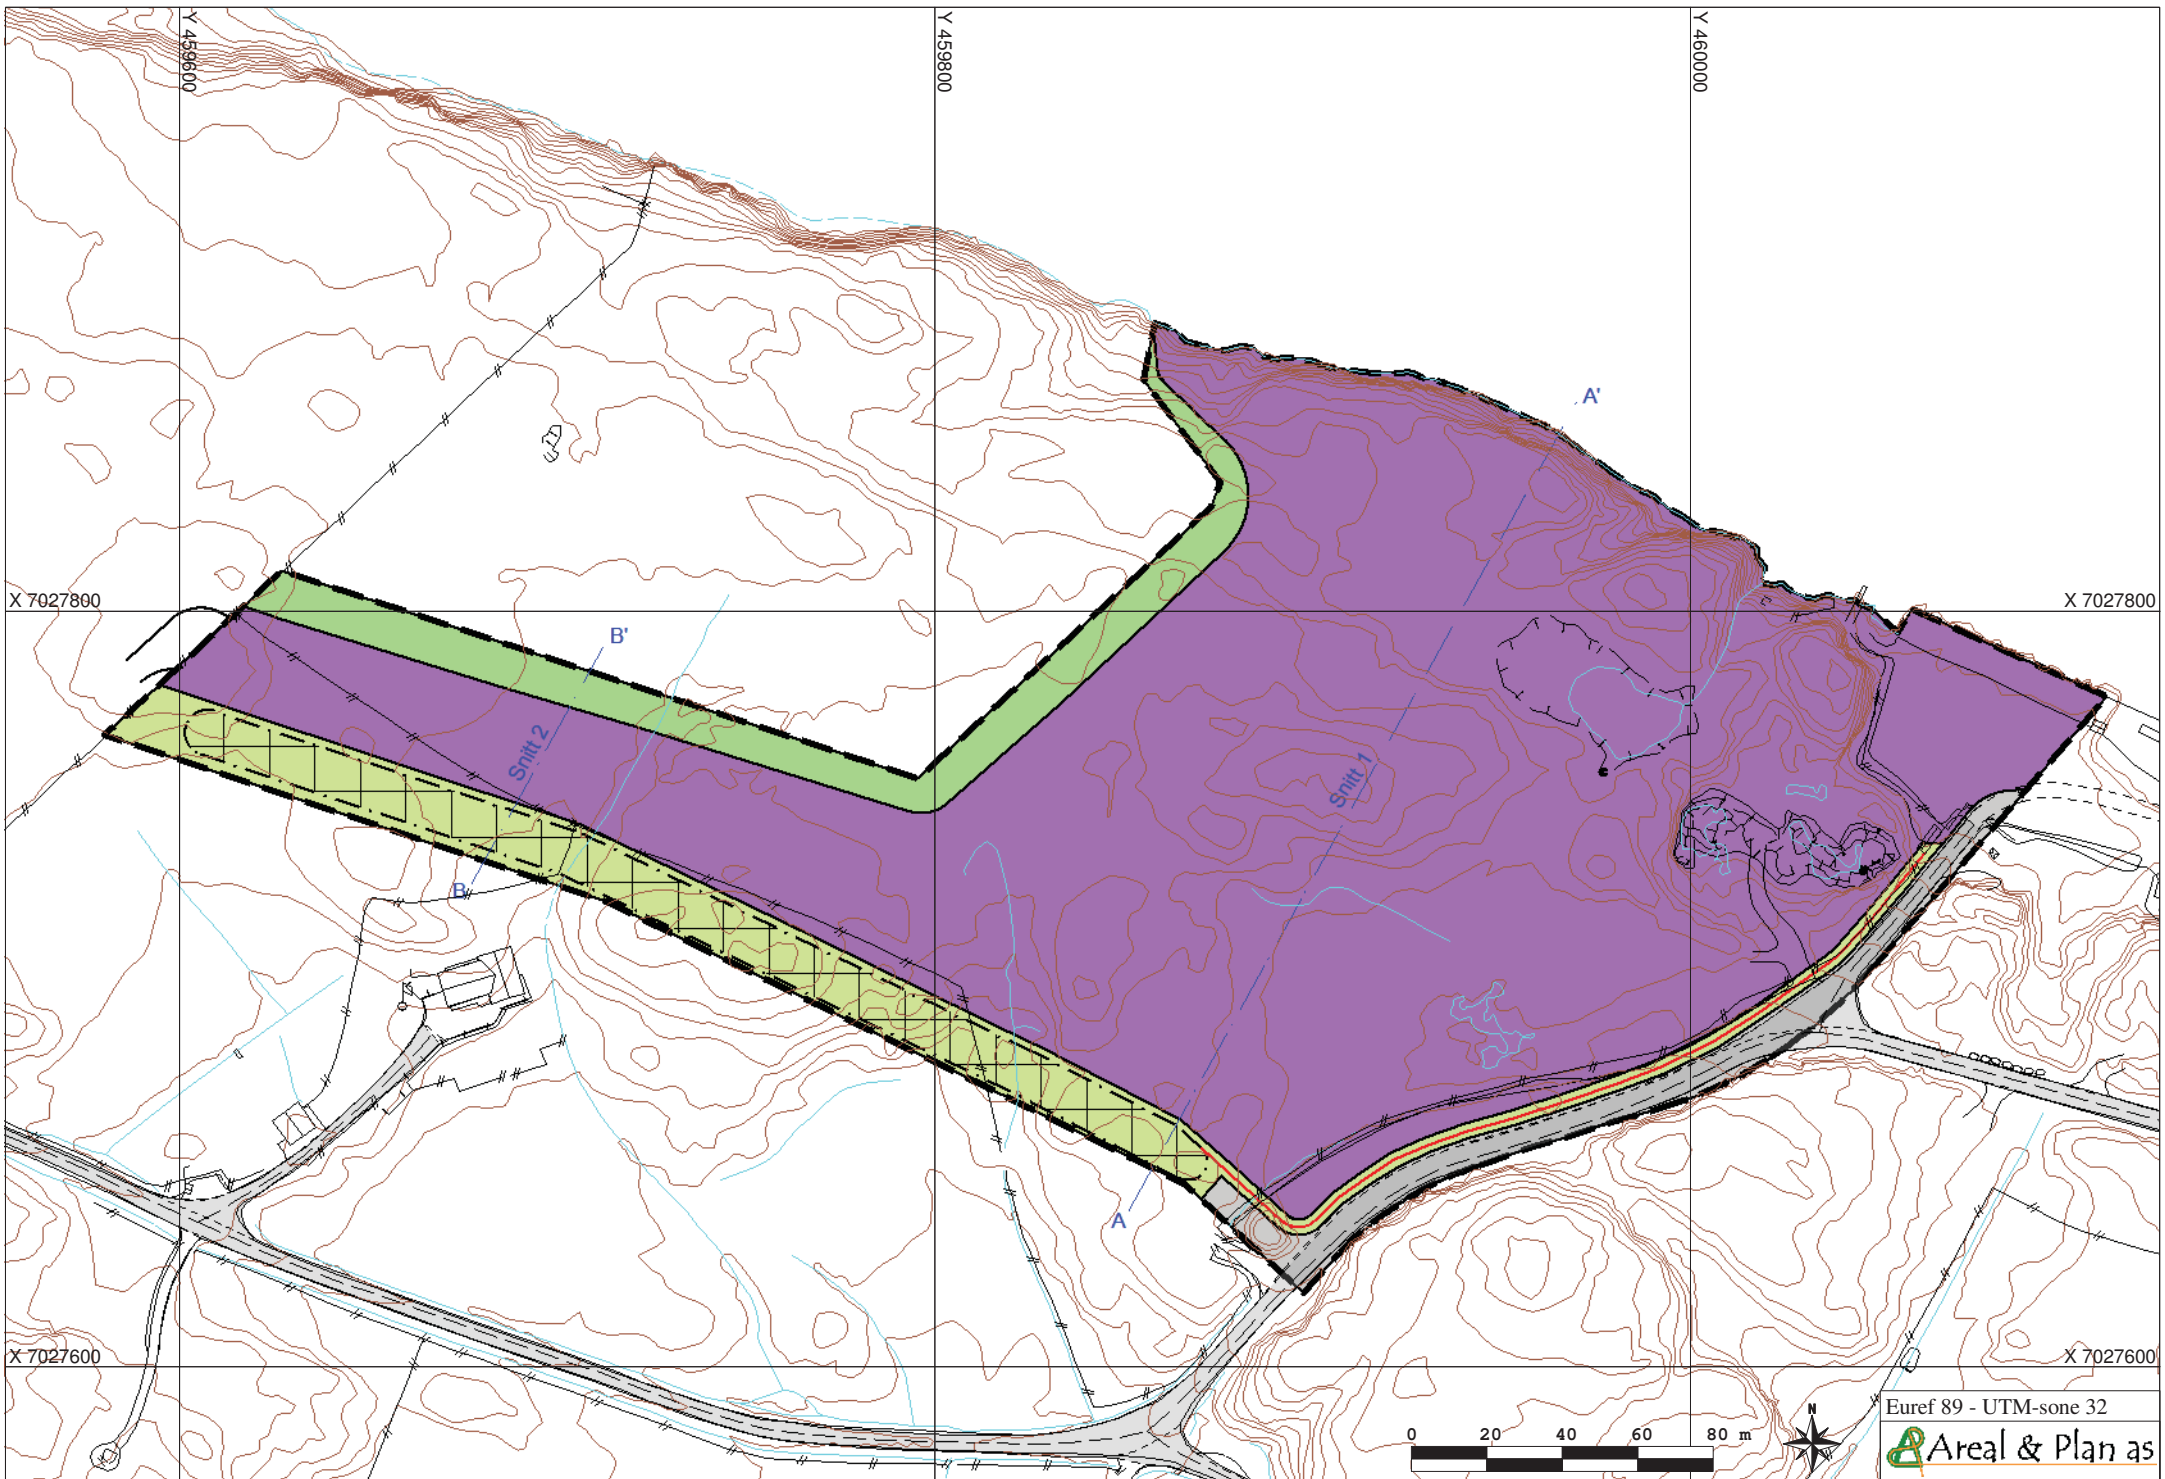 Y 459600
Y 459800
Y 460000
A'
X 7027800
X 7027800
B'
Snitt 2
Snitt 1
B
A
X 7027600
X 7027600
0 20 40 60 80 m
N
Euref 89 - UTM-sone 32
Areal & Plan as